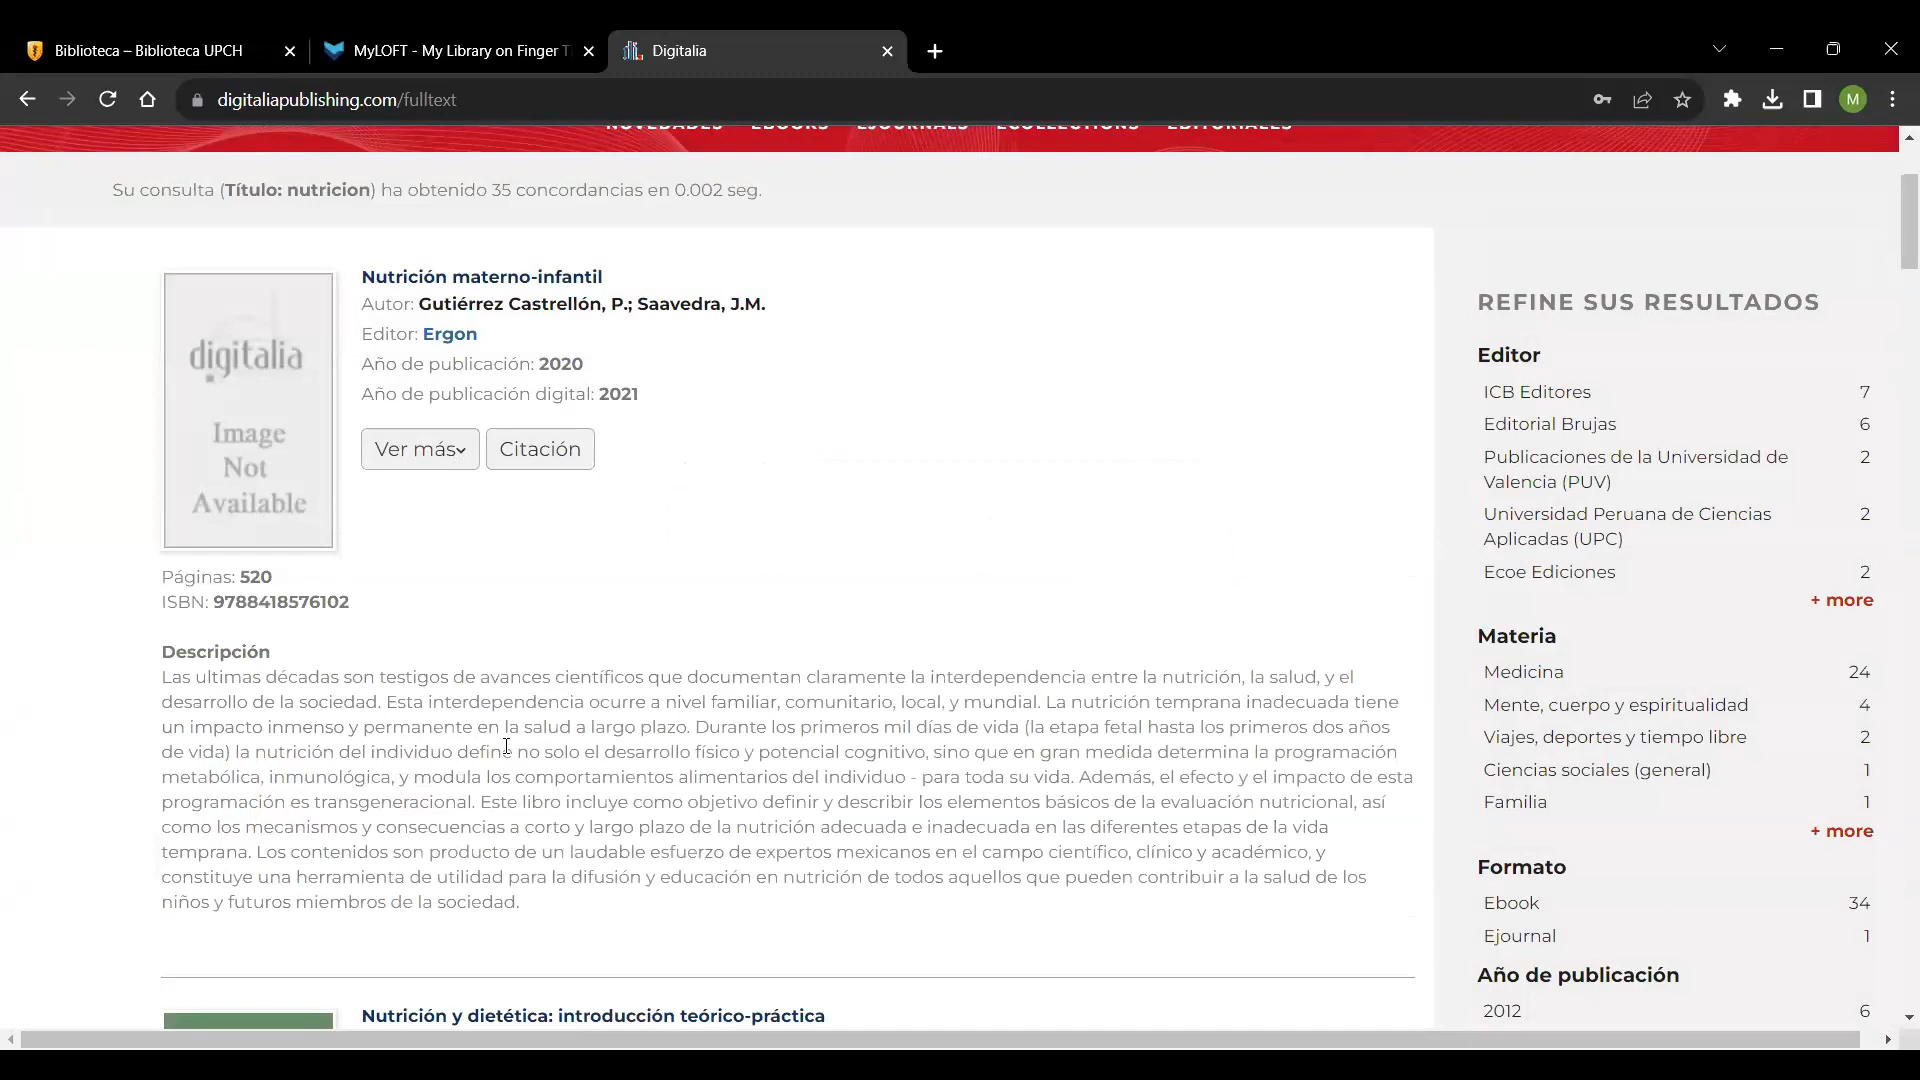 Biblioteca – Biblioteca UPCH
MyLOFT - My Library on Finger T
Digitalia
digitaliapublishing.com/fulltext
M
NOVEDADES EBOOKS EJOURNALS ECOLLECTIONS EDITORIALES
Su consulta (Título: nutricion) ha obtenido 35 concordancias en 0.002 seg.
digitalia
Image
Not
Available
Nutrición materno-infantil
Autor: Gutiérrez Castrellón, P.; Saavedra, J.M.
Editor: Ergon
Año de publicación: 2020
Año de publicación digital: 2021
Ver más
Citación
Páginas: 520
ISBN: 9788418576102
Descripción
Las ultimas décadas son testigos de avances científicos que documentan claramente la interdependencia entre la nutrición, la salud, y el
desarrollo de la sociedad. Esta interdependencia ocurre a nivel familiar, comunitario, local, y mundial. La nutrición temprana inadecuada tiene
un impacto inmenso y permanente en la salud a largo plazo. Durante los primeros mil días de vida (la etapa fetal hasta los primeros dos años
de vida) la nutrición del individuo define no solo el desarrollo físico y potencial cognitivo, sino que en gran medida determina la programación
metabólica, inmunológica, y modula los comportamientos alimentarios del individuo - para toda su vida. Además, el efecto y el impacto de esta
programación es transgeneracional. Este libro incluye como objetivo definir y describir los elementos básicos de la evaluación nutricional, así
como los mecanismos y consecuencias a corto y largo plazo de la nutrición adecuada e inadecuada en las diferentes etapas de la vida
temprana. Los contenidos son producto de un laudable esfuerzo de expertos mexicanos en el campo científico, clínico y académico, y
constituye una herramienta de utilidad para la difusión y educación en nutrición de todos aquellos que pueden contribuir a la salud de los
niños y futuros miembros de la sociedad.
Nutrición y dietética: introducción teórico-práctica
REFINE SUS RESULTADOS
Editor
ICB Editores 7
Editorial Brujas 6
Publicaciones de la Universidad de 2
Valencia (PUV)
Universidad Peruana de Ciencias 2
Aplicadas (UPC)
Ecoe Ediciones 2
+ more
Materia
Medicina 24
Mente, cuerpo y espiritualidad 4
Viajes, deportes y tiempo libre 2
Ciencias sociales (general) 1
Familia 1
+ more
Formato
Ebook 34
Ejournal 1
Año de publicación
2012 6